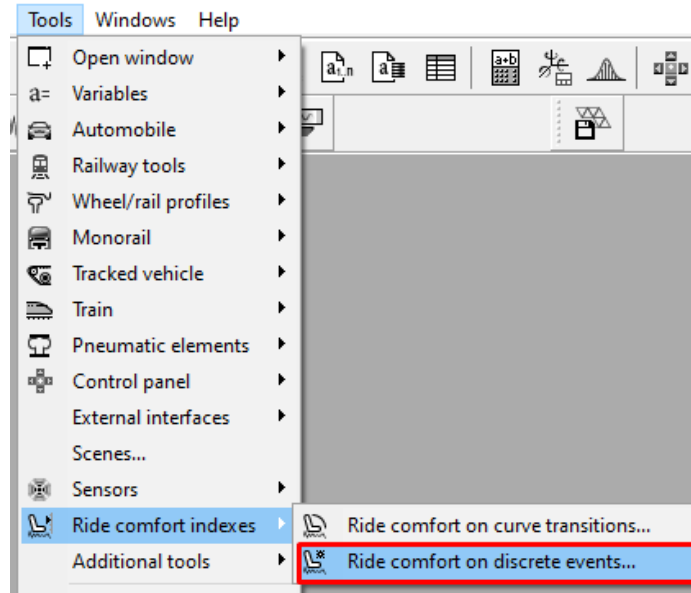 Tools Windows Help
Open window
a= Variables
Automobile
Railway tools
Wheel/rail profiles
Monorail
Tracked vehicle
Train
Pneumatic elements
Control panel
External interfaces
Scenes...
Sensors
Ride comfort indexes
Ride comfort on curve transitions...
Additional tools
Ride comfort on discrete events...